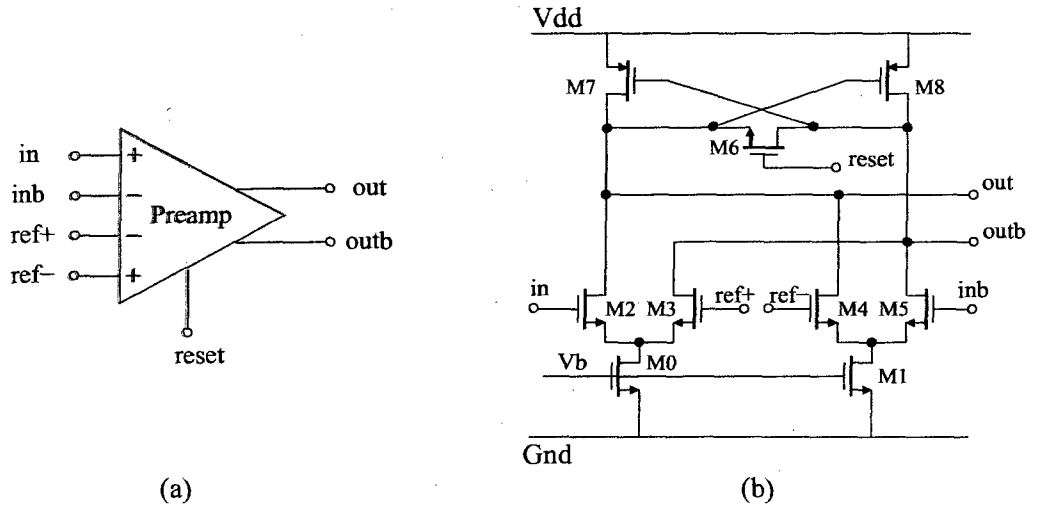 in
inb
ref+
ref−
+
−
−
+
Preamp
out
outb
reset
(a)
Vdd
M7
M8
M6
reset
out
outb
in
M2
M3
ref+
ref−
M4
M5
inb
Vb
M0
M1
Gnd
(b)